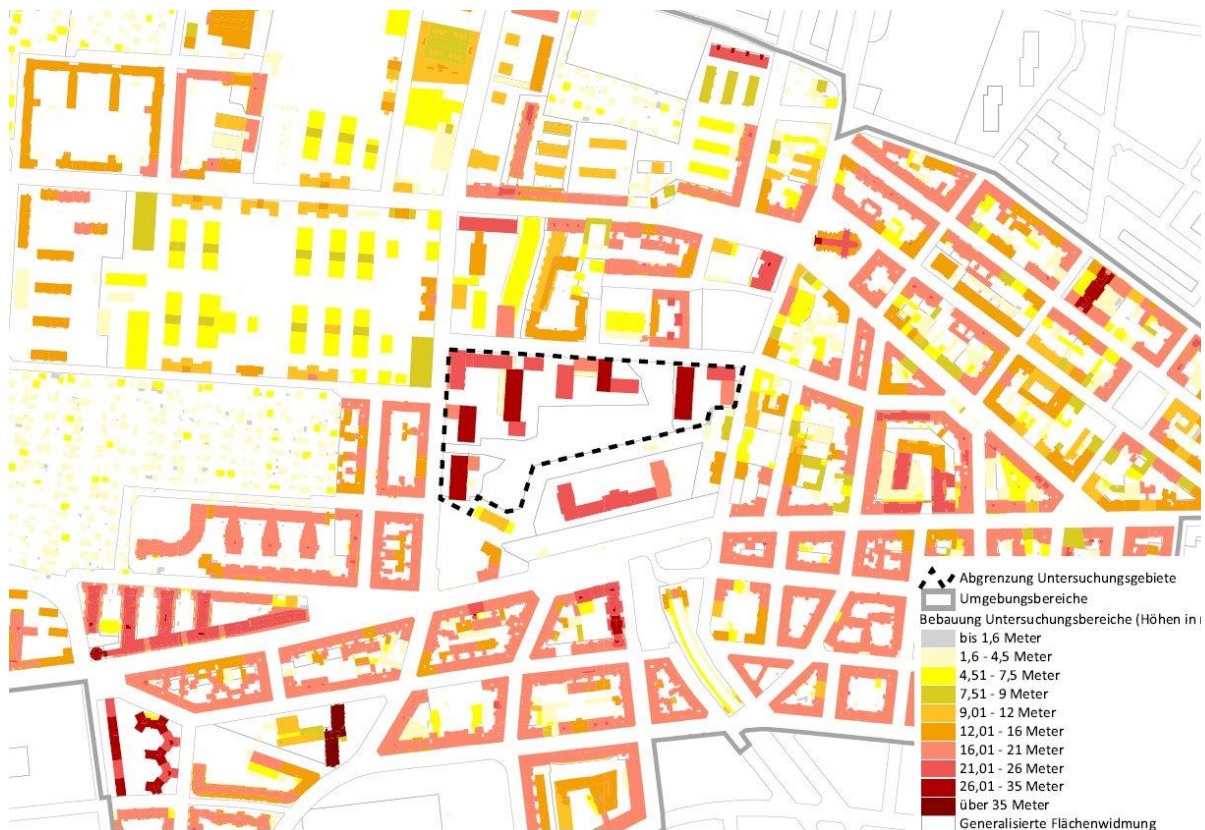 Abgrenzung Untersuchungsgebiete
Umgebungsbereiche
Bebauung Untersuchungsbereiche (Höhen in
bis 1,6 Meter
1,6 - 4,5 Meter
4,51 - 7,5 Meter
7,51 - 9 Meter
9,01 - 12 Meter
12,01 - 16 Meter
16,01 - 21 Meter
21,01 - 26 Meter
26,01 - 35 Meter
über 35 Meter
Generalisierte Flächenwidmung